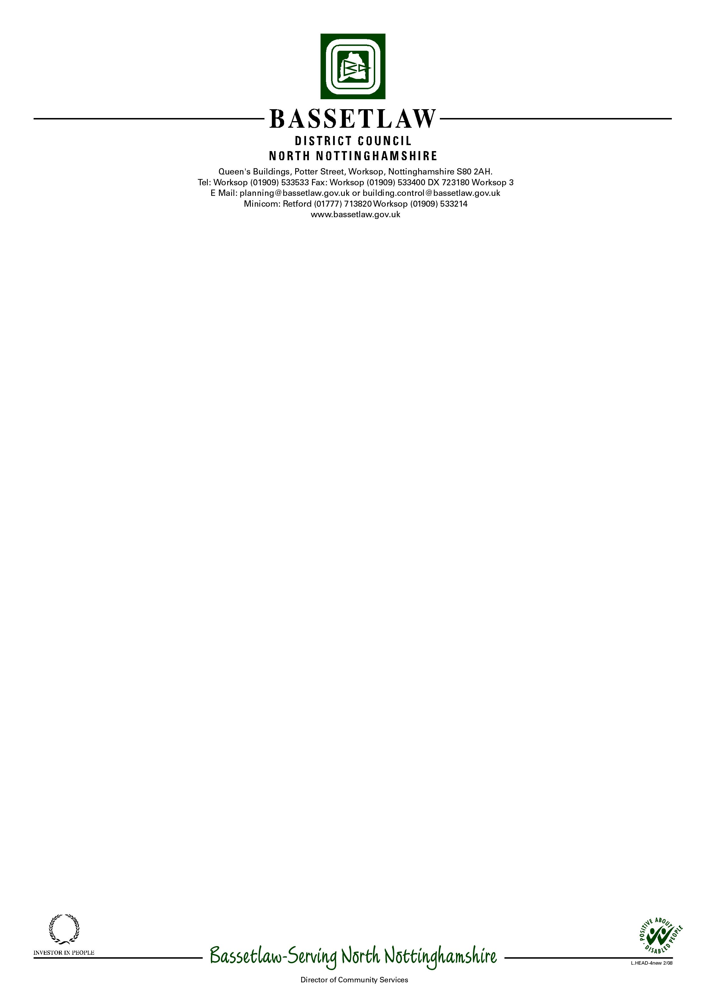 BASSETLAW
DISTRICT COUNCIL
NORTH NOTTINGHAMSHIRE
Queen's Buildings, Potter Street, Worksop, Nottinghamshire S80 2AH.
Tel: Worksop (01909) 533533 Fax: Worksop (01909) 533400 DX 723180 Worksop 3
E Mail: planning@bassetlaw.gov.uk or building.control@bassetlaw.gov.uk
Minicom: Retford (01777) 713820 Worksop (01909) 533214
www.bassetlaw.gov.uk
INVESTOR IN PEOPLE
Bassetlaw-Serving North Nottinghamshire
POSITIVE ABOUT DISABLED PEOPLE
L.HEAD-4new 2/08
Director of Community Services